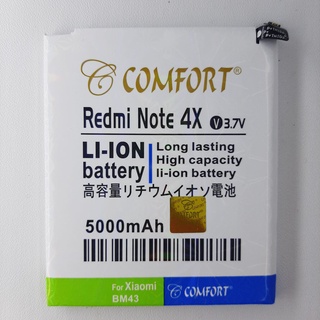 C COMFORT®
Redmi Note 4X V 3.7V
LI-ION battery
Long lasting
High capacity
li-ion battery
高容量リチウムイオソ電池
5000mAh
For Xiaomi
BM43
C COMFORT®